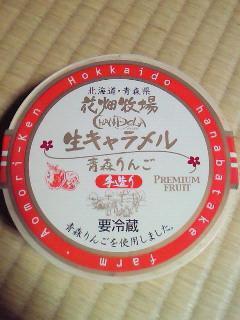 北海道・青森県
花畑牧場
生キャラメル
青森りんご
手造り
PREMIUM
FRUIT
青森りんごを使用しました。
要冷蔵
Aomori-Ken Hokkaido hanabatake farm.